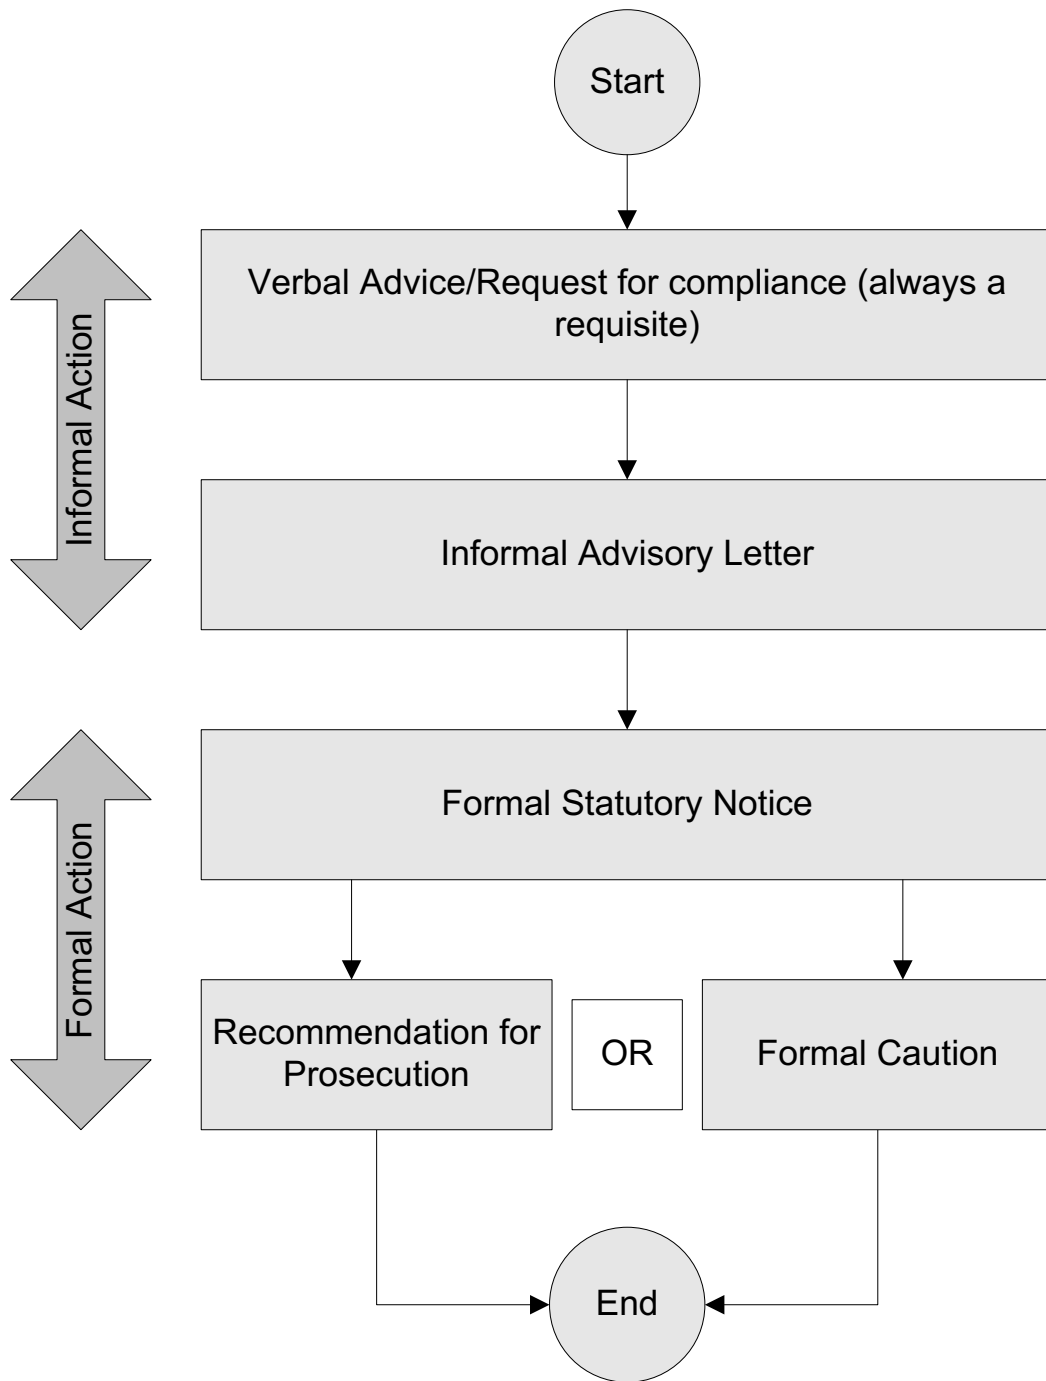 Start
Informal Action
Verbal Advice/Request for compliance (always a
requisite)
Informal Advisory Letter
Formal Action
Formal Statutory Notice
Recommendation for
Prosecution
OR
Formal Caution
End